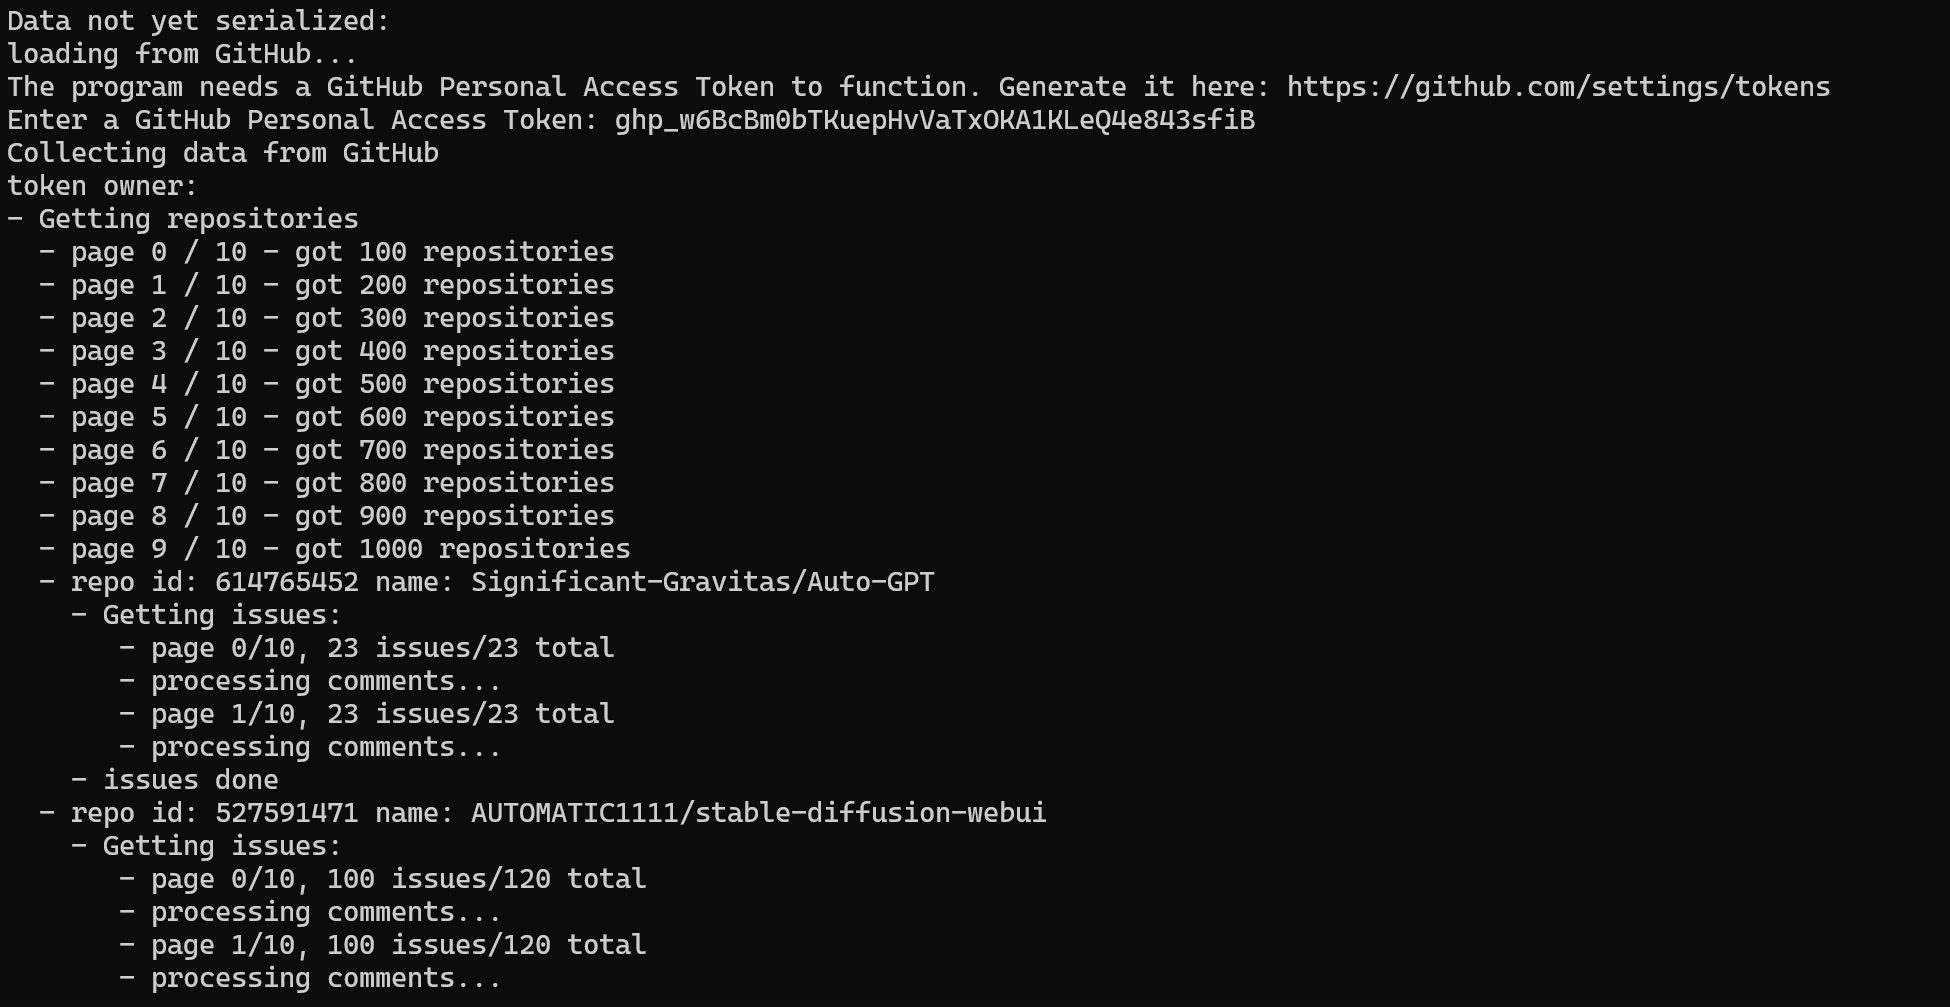 Data not yet serialized:
loading from GitHub...
The program needs a GitHub Personal Access Token to function. Generate it here: https://github.com/settings/tokens
Enter a GitHub Personal Access Token: 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
Collecting data from GitHub
token owner:
- Getting repositories
  - page 0 / 10 - got 100 repositories
  - page 1 / 10 - got 200 repositories
  - page 2 / 10 - got 300 repositories
  - page 3 / 10 - got 400 repositories
  - page 4 / 10 - got 500 repositories
  - page 5 / 10 - got 600 repositories
  - page 6 / 10 - got 700 repositories
  - page 7 / 10 - got 800 repositories
  - page 8 / 10 - got 900 repositories
  - page 9 / 10 - got 1000 repositories
  - repo id: 614765452 name: Significant-Gravitas/Auto-GPT
    - Getting issues:
       - page 0/10, 23 issues/23 total
       - processing comments...
       - page 1/10, 23 issues/23 total
       - processing comments...
    - issues done
  - repo id: 527591471 name: AUTOMATIC1111/stable-diffusion-webui
    - Getting issues:
       - page 0/10, 100 issues/120 total
       - processing comments...
       - page 1/10, 100 issues/120 total
       - processing comments...